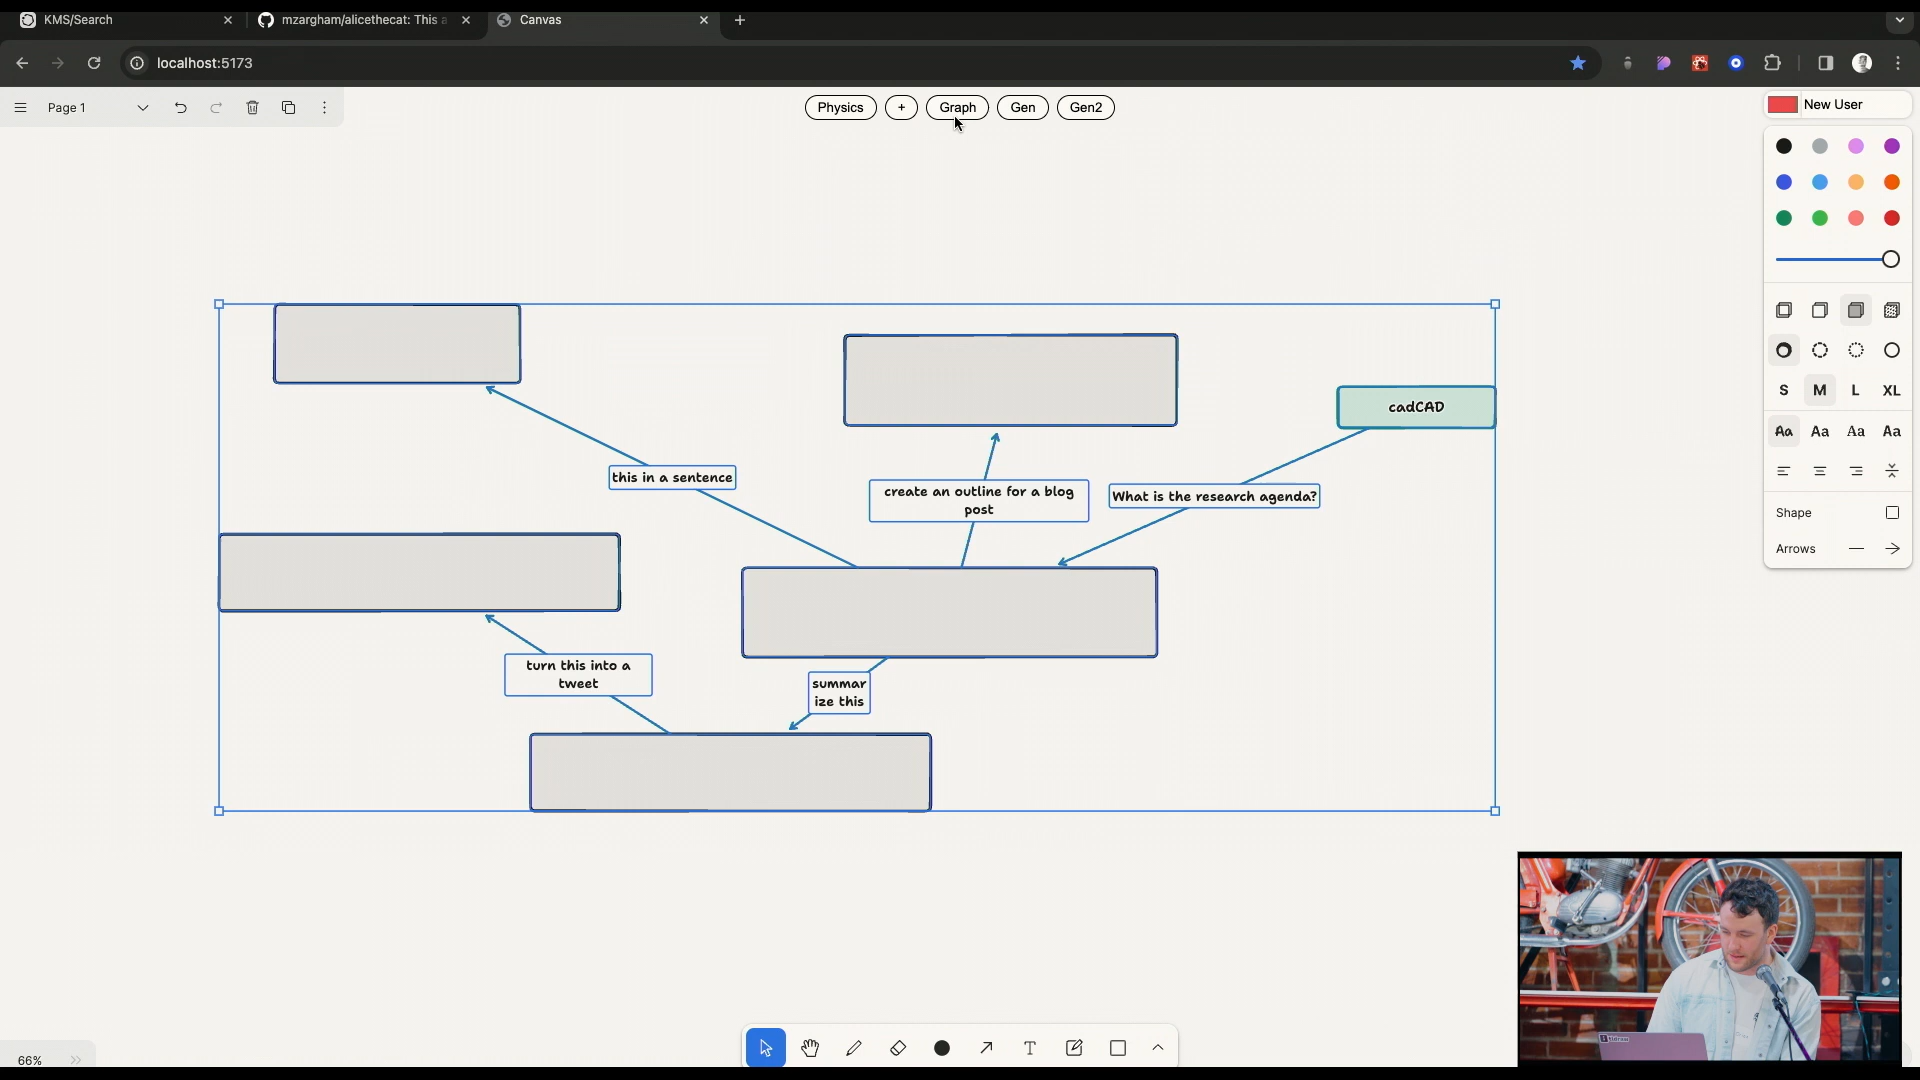 KMS/Search
mzargham/alicethecat: This a
Canvas
localhost:5173
Page 1
Physics
+
Graph
Gen
Gen2
New User
S
M
L
XL
Aa
Aa
Aa
Aa
cadCAD
this in a sentence
create an outline for a blog
post
What is the research agenda?
Shape
Arrows
turn this into a
tweet
summar
ize this
66%
T
tldraw